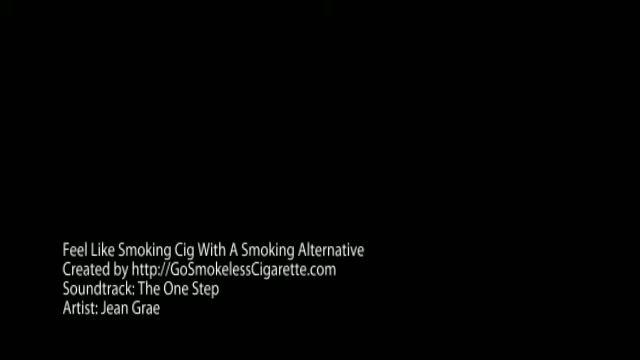 Feel Like Smoking Cig With A Smoking Alternative
Created by http://GoSmokelessCigarette.com
Soundtrack: The One Step
Artist: Jean Grae